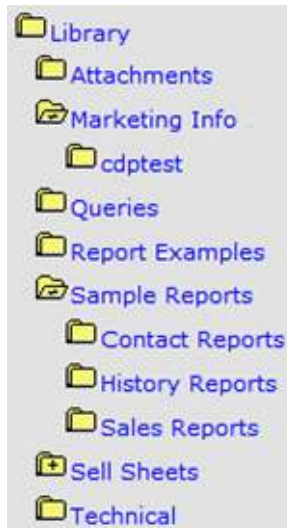 Library
Attachments
Marketing Info
cdptest
Queries
Report Examples
Sample Reports
Contact Reports
History Reports
Sales Reports
Sell Sheets
Technical